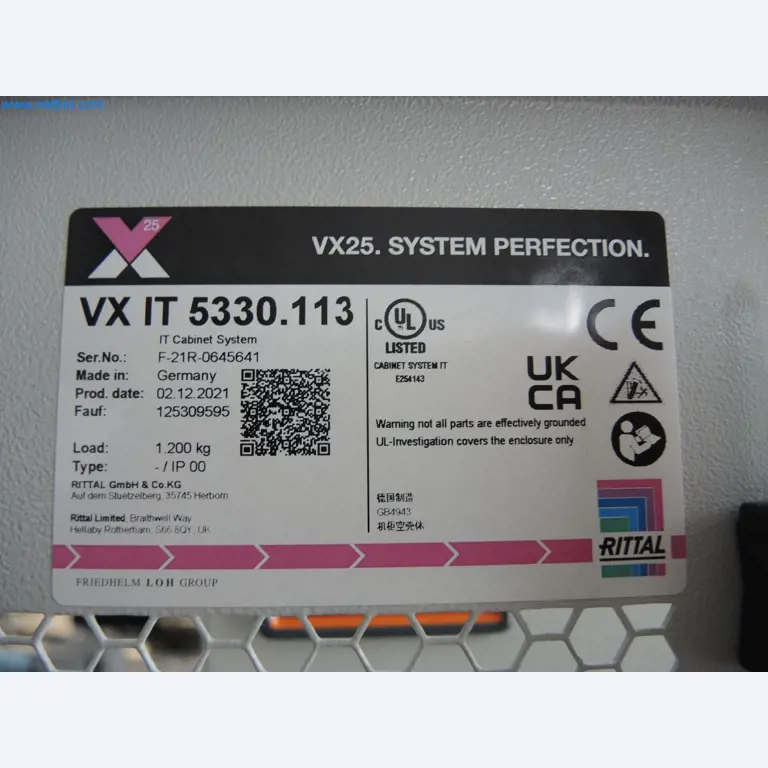 25
VX25. SYSTEM PERFECTION.
VX IT 5330.113
IT Cabinet System
Ser.No.: F-21R-0645641
Made in: Germany
Prod. date: 02.12.2021
Fauf: 125309595
Load: 1.200 kg
Type: - / IP 00
RITTAL GmbH & Co.KG
Auf dem Stuetzelberg, 35745 Herborn
Rittal Limited, Braithwell Way
Hellaby Rotherham, S66 8QY, UK
C UL US
LISTED
CABINET SYSTEM IT
E254143
CE
UK
CA
Warning not all parts are effectively grounded
UL-Investigation covers the enclosure only
德国制造
GB4943
机柜空壳体
RITTAL
FRIEDHELM LOH GROUP